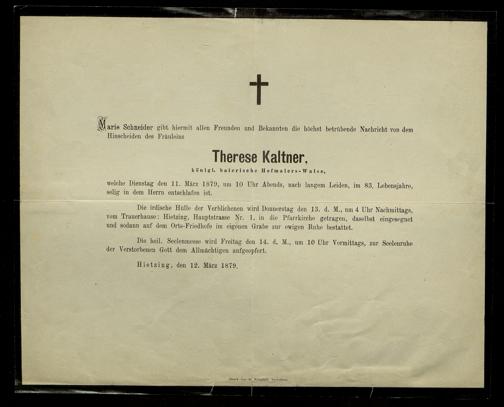 Marie Schneider gibt hiermit allen Freunden und Bekannten die höchst betrübende Nachricht von dem
Hinscheiden des Fräuleins
Therese Kaltner,
königl. baierische Hofmalers-Waise,
welche Dienstag den 11. März 1879, um 10 Uhr Abends, nach langem Leiden, im 83. Lebensjahre,
selig in dem Herrn entschlafen ist.
Die irdische Hülle der Verblichenen wird Donnerstag den 13. d. M., um 4 Uhr Nachmittags,
vom Trauerhause: Hietzing, Hauptstrasse Nr. 1, in die Pfarrkirche getragen, daselbst eingesegnet
und sodann auf dem Orts-Friedhofe im eigenen Grabe zur ewigen Ruhe bestattet.
Die heil. Seelenmesse wird Freitag den 14. d. M., um 10 Uhr Vormittags, zur Seelenruhe
der Verstorbenen Gott dem Allmächtigen aufgeopfert.
Hietzing, den 12. März 1879.